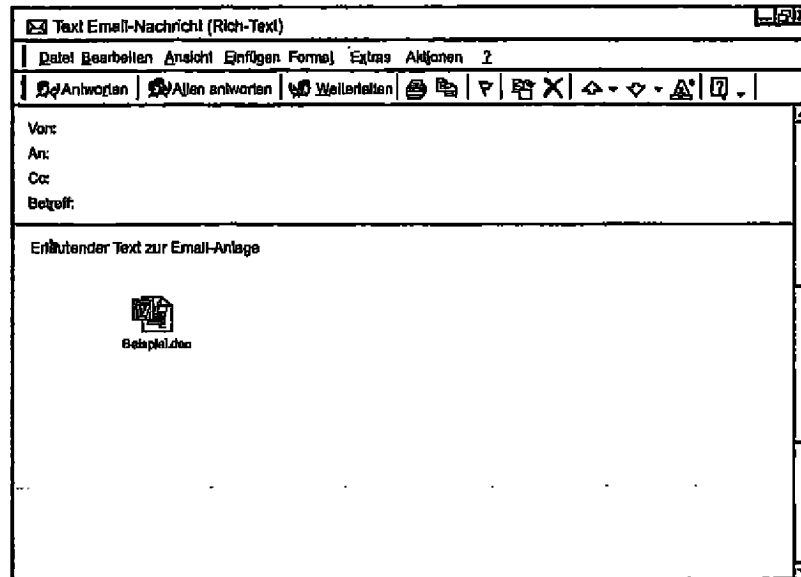 Text Email-Nachricht (Rich-Text)
Datei Bearbeiten Ansicht Einfügen Format Extras Aktionen ?
Antworten Allen antworten Weiterleiten
Von:
An:
Cc:
Betreff:
Erläutender Text zur Email-Anlage
Beispiel.doc